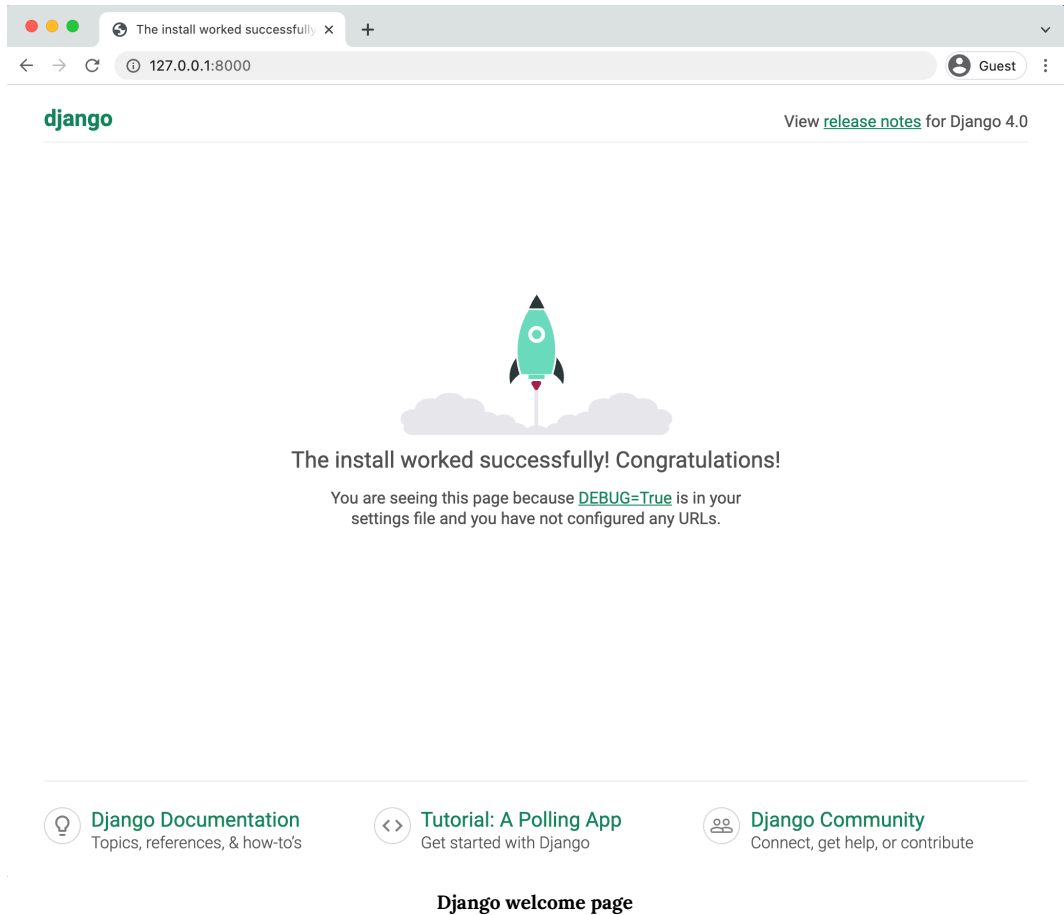 The install worked successfully
127.0.0.1:8000
Guest
django
View release notes for Django 4.0
The install worked successfully! Congratulations!
You are seeing this page because DEBUG=True is in your
settings file and you have not configured any URLs.
Django Documentation
Topics, references, & how-to's
Tutorial: A Polling App
Get started with Django
Django Community
Connect, get help, or contribute
Django welcome page